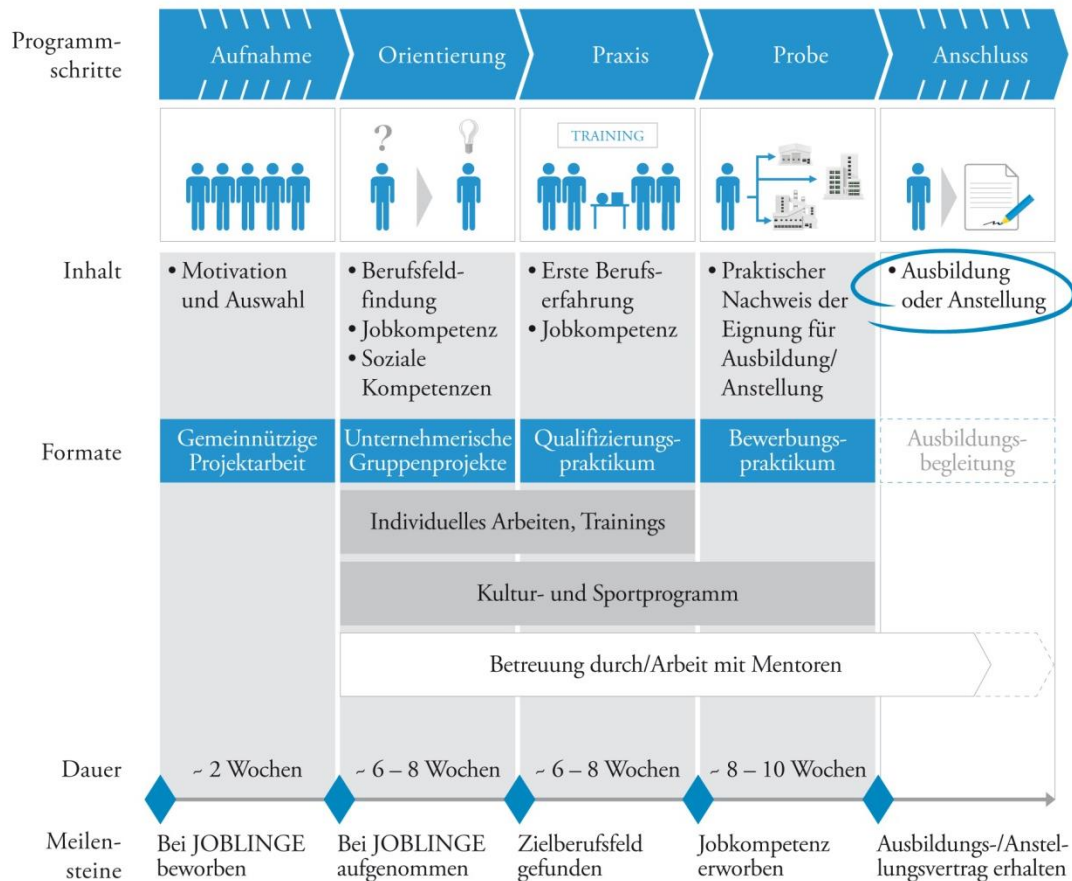 Programm-
schritte
Aufnahme
Orientierung
Praxis
Probe
Anschluss
?
TRAINING
Inhalt
• Motivation
und Auswahl
• Berufsfeld-
findung
• Jobkompetenz
• Soziale
Kompetenzen
• Erste Berufs-
erfahrung
• Jobkompetenz
• Praktischer
Nachweis der
Eignung für
Ausbildung/
Anstellung
• Ausbildung
oder Anstellung
Formate
Gemeinnützige
Projektarbeit
Unternehmerische
Gruppenprojekte
Qualifizierungs-
praktikum
Bewerbungs-
praktikum
Ausbildungs-
begleitung
Individuelles Arbeiten, Trainings
Kultur- und Sportprogramm
Betreuung durch/Arbeit mit Mentoren
Dauer
~ 2 Wochen
~ 6 – 8 Wochen
~ 6 – 8 Wochen
~ 8 – 10 Wochen
Meilen-
steine
Bei JOBLINGE
beworben
Bei JOBLINGE
aufgenommen
Zielberufsfeld
gefunden
Jobkompetenz
erworben
Ausbildungs-/Anstel-
lungsvertrag erhalten